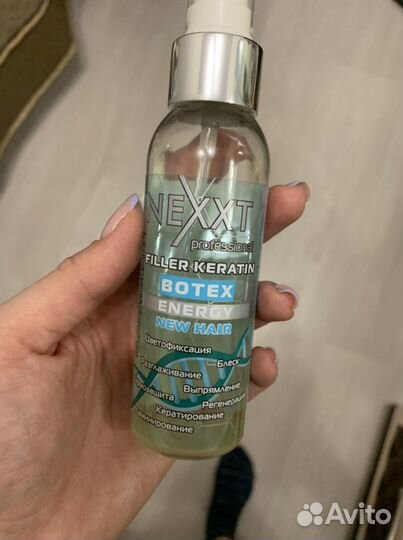 NEXXT
professional
FILLER KERATIN
BOTEX
ENERGY
NEW HAIR
Цветофиксация
Блеск
Разглаживание
Выпрямление
Регенерация
Кератирование
Avito